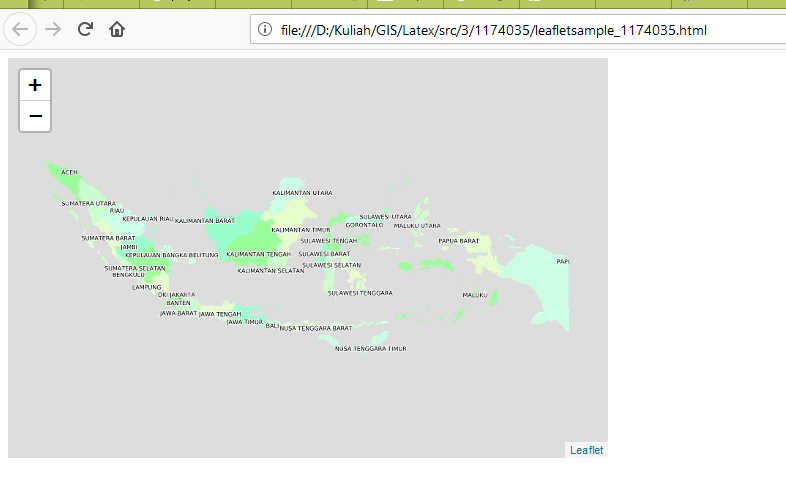 file:///D:/Kuliah/GIS/Latex/src/3/1174035/leafletsample_1174035.html
+
−
ACEH
KALIMANTAN UTARA
SUMATERA UTARA
RIAU
KEPULAUAN RIAU
KALIMANTAN BARAT
SULAWESI UTARA
GORONTALO
MALUKU UTARA
KALIMANTAN TIMUR
SUMATERA BARAT
SULAWESI TENGAH
PAPUA BARAT
JAMBI
KEPULAUAN BANGKA BELITUNG
KALIMANTAN TENGAH
SULAWESI BARAT
PAPI
SUMATERA SELATAN
KALIMANTAN SELATAN
SULAWESI SELATAN
BENGKULU
LAMPUNG
SULAWESI TENGGARA
DKI JAKARTA
MALUKU
BANTEN
JAWA BARAT
JAWA TENGAH
JAWA TIMUR
BALI
NUSA TENGGARA BARAT
NUSA TENGGARA TIMUR
Leaflet